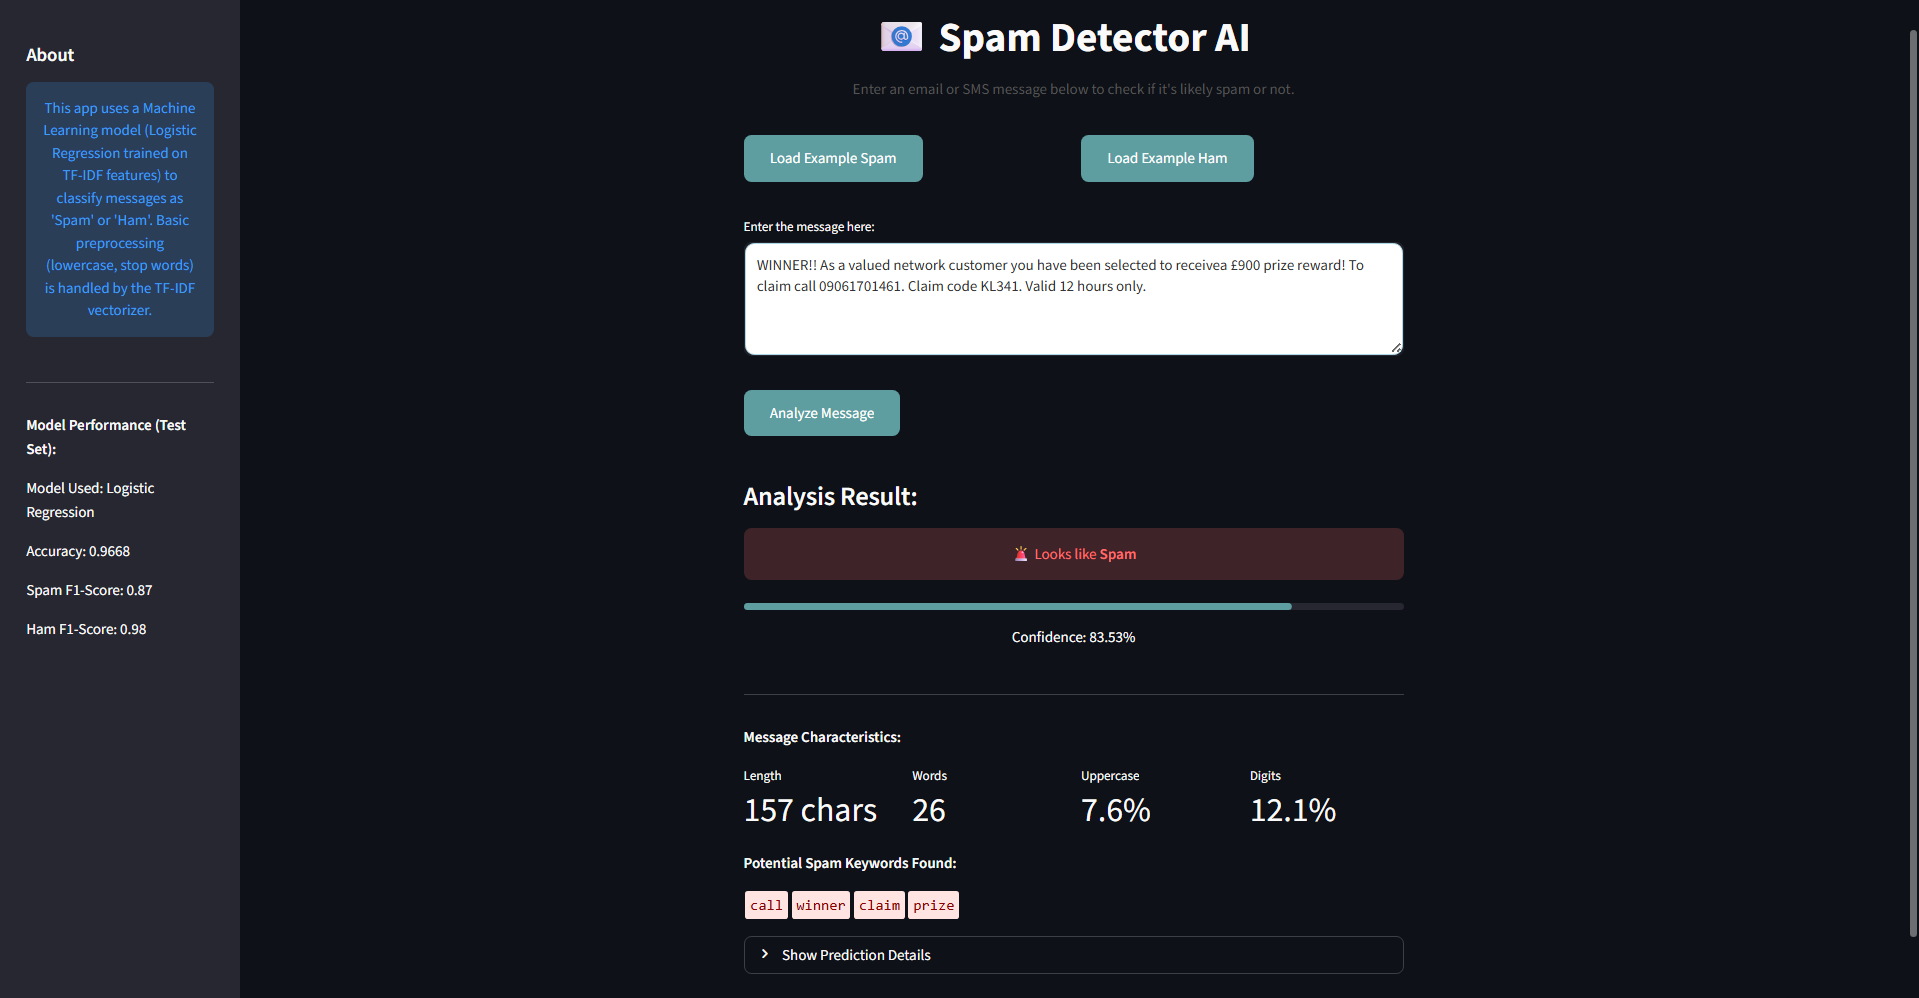 About
This app uses a Machine
Learning model (Logistic
Regression trained on
TF-IDF features) to
classify messages as
'Spam' or 'Ham'. Basic
preprocessing
(lowercase, stop words)
is handled by the TF-IDF
vectorizer.
Model Performance (Test
Set):
Model Used: Logistic
Regression
Accuracy: 0.9668
Spam F1-Score: 0.87
Ham F1-Score: 0.98
Spam Detector AI
Enter an email or SMS message below to check if it's likely spam or not.
Load Example Spam
Load Example Ham
Enter the message here:
WINNER!! As a valued network customer you have been selected to receivea £900 prize reward! To
claim call 09061701461. Claim code KL341. Valid 12 hours only.
Analyze Message
Analysis Result:
Looks like Spam
Confidence: 83.53%
Message Characteristics:
Length
157 chars
Words
26
Uppercase
7.6%
Digits
12.1%
Potential Spam Keywords Found:
call winner claim prize
Show Prediction Details